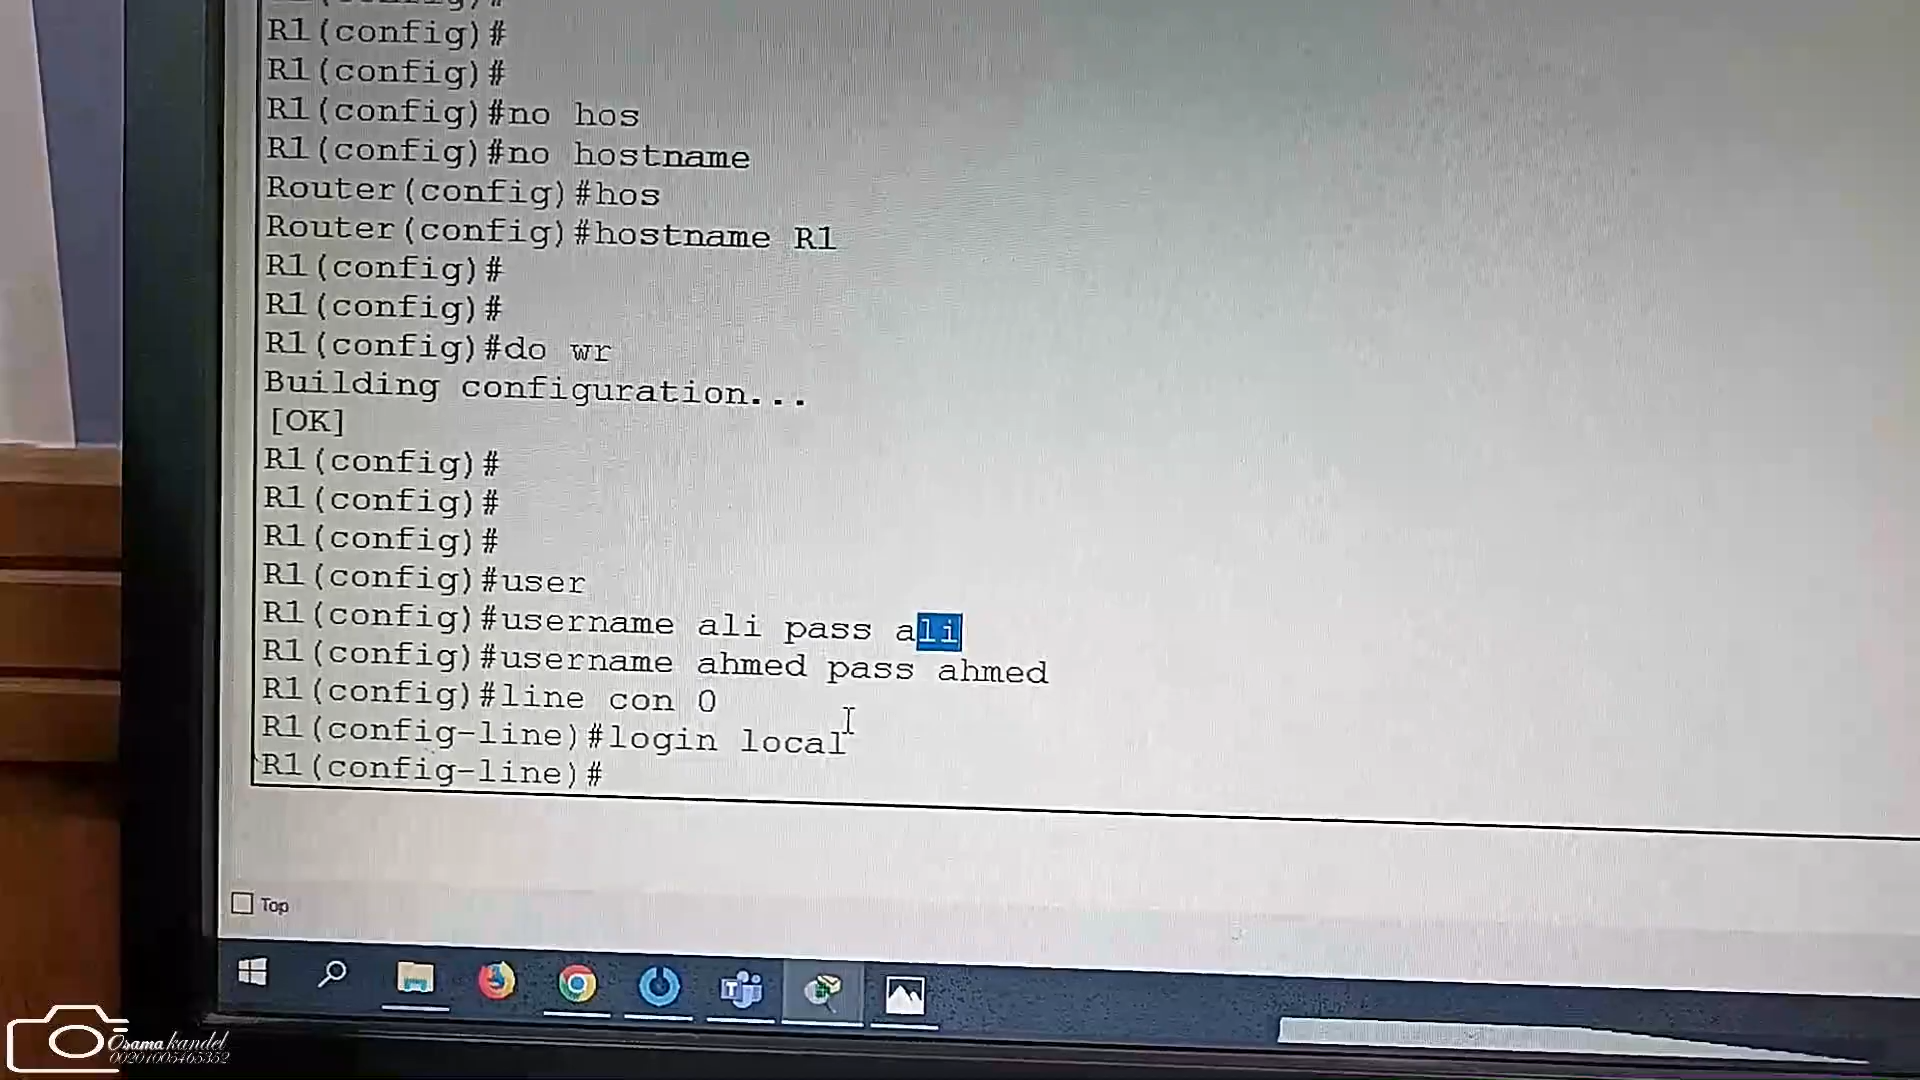 R1(config)#
R1(config)#
R1(config)#no hos
R1(config)#no hostname
Router(config)#hos
Router(config)#hostname R1
R1(config)#
R1(config)#
R1(config)#do wr
Building configuration...
[OK]
R1(config)#
R1(config)#
R1(config)#
R1(config)#user
R1(config)#username ali pass ali
R1(config)#username ahmed pass ahmed
R1(config)#line con 0
R1(config-line)#login local
R1(config-line)#
Top
Osama kandel
00201005465352